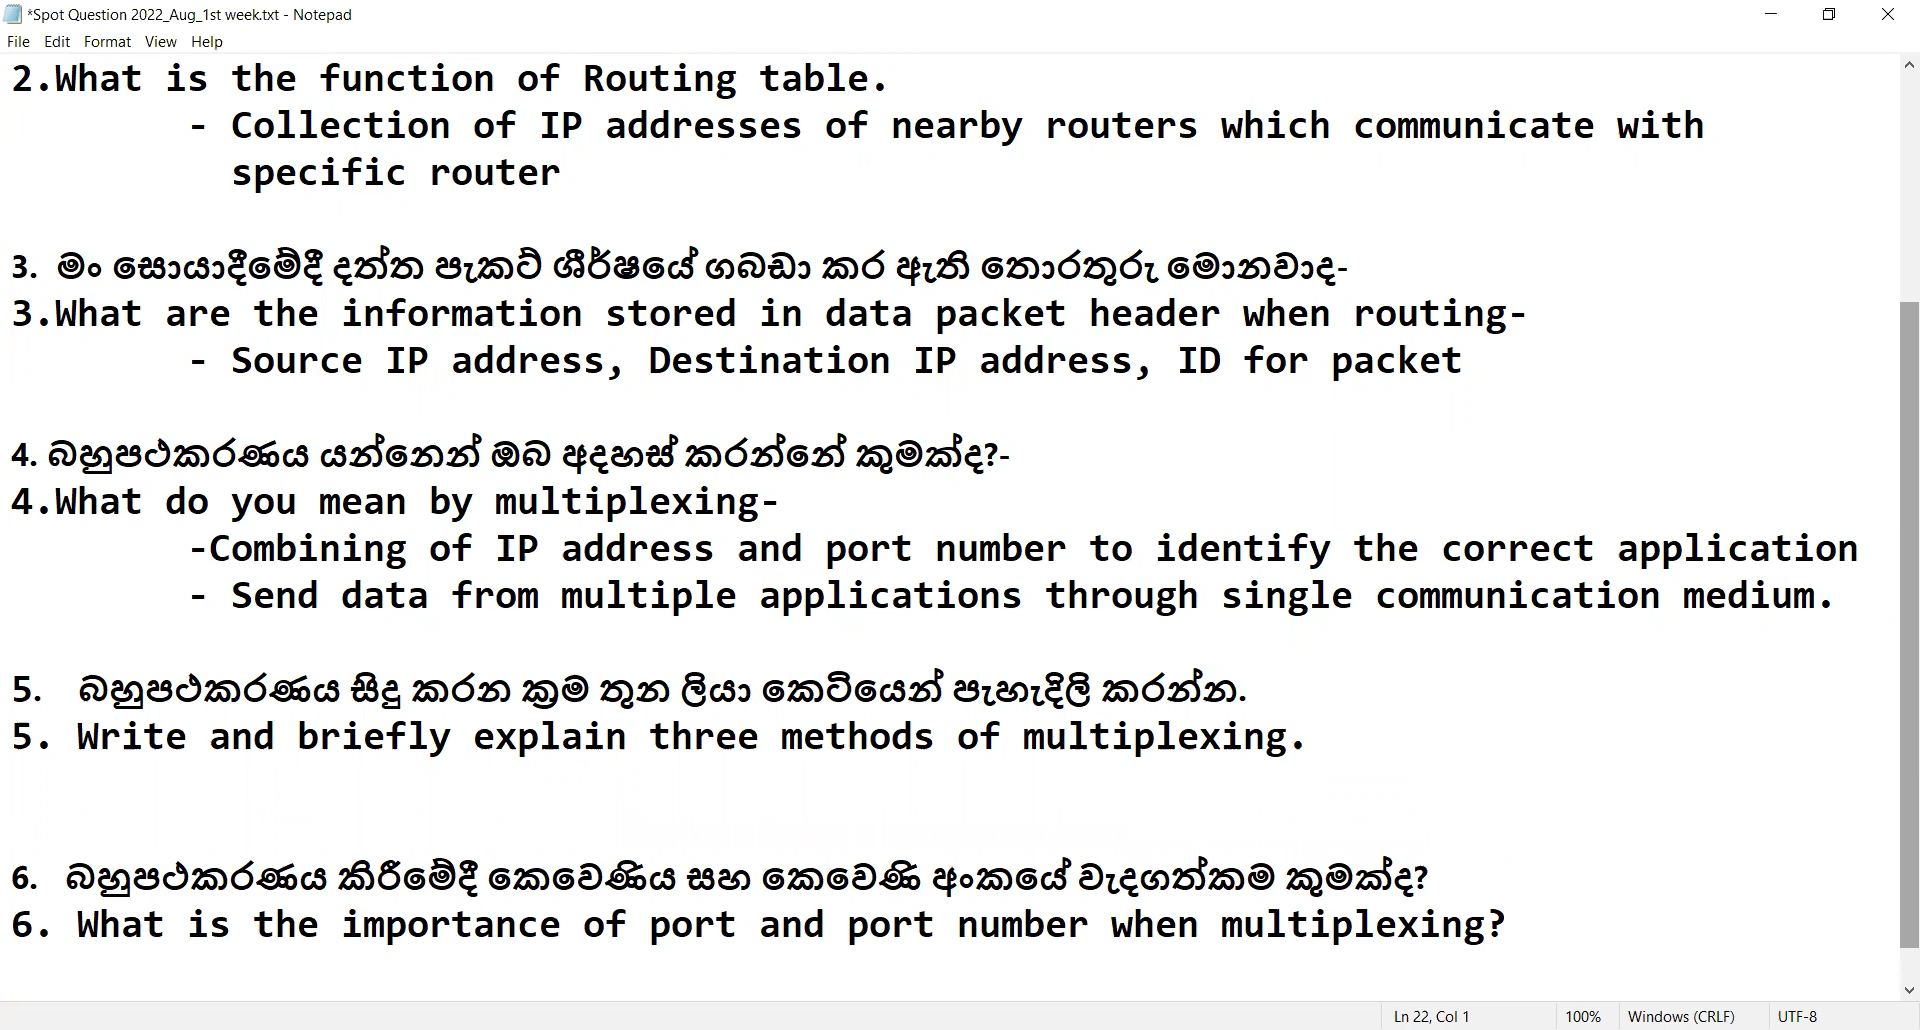 *Spot Question 2022_Aug_1st week.txt - Notepad
File Edit Format View Help
2.What is the function of Routing table.
- Collection of IP addresses of nearby routers which communicate with
specific router
3. මං සොයාදීමේදී දත්ත පැකට් ශීර්ෂයේ ගබඩා කර ඇති තොරතුරු මොනවාද-
3.What are the information stored in data packet header when routing-
- Source IP address, Destination IP address, ID for packet
4. බහුපථකරණය යන්නෙන් ඔබ අදහස් කරන්නේ කුමක්ද?-
4.What do you mean by multiplexing-
-Combining of IP address and port number to identify the correct application
- Send data from multiple applications through single communication medium.
5. බහුපථකරණය සිදු කරන ක්‍රම තුන ලියා කෙටියෙන් පැහැදිලි කරන්න.
5. Write and briefly explain three methods of multiplexing.
6. බහුපථකරණය කිරීමේදී කෙවෙණිය සහ කෙවෙණි අංකයේ වැදගත්කම කුමක්ද?
6. What is the importance of port and port number when multiplexing?
Ln 22, Col 1 100% Windows (CRLF) UTF-8